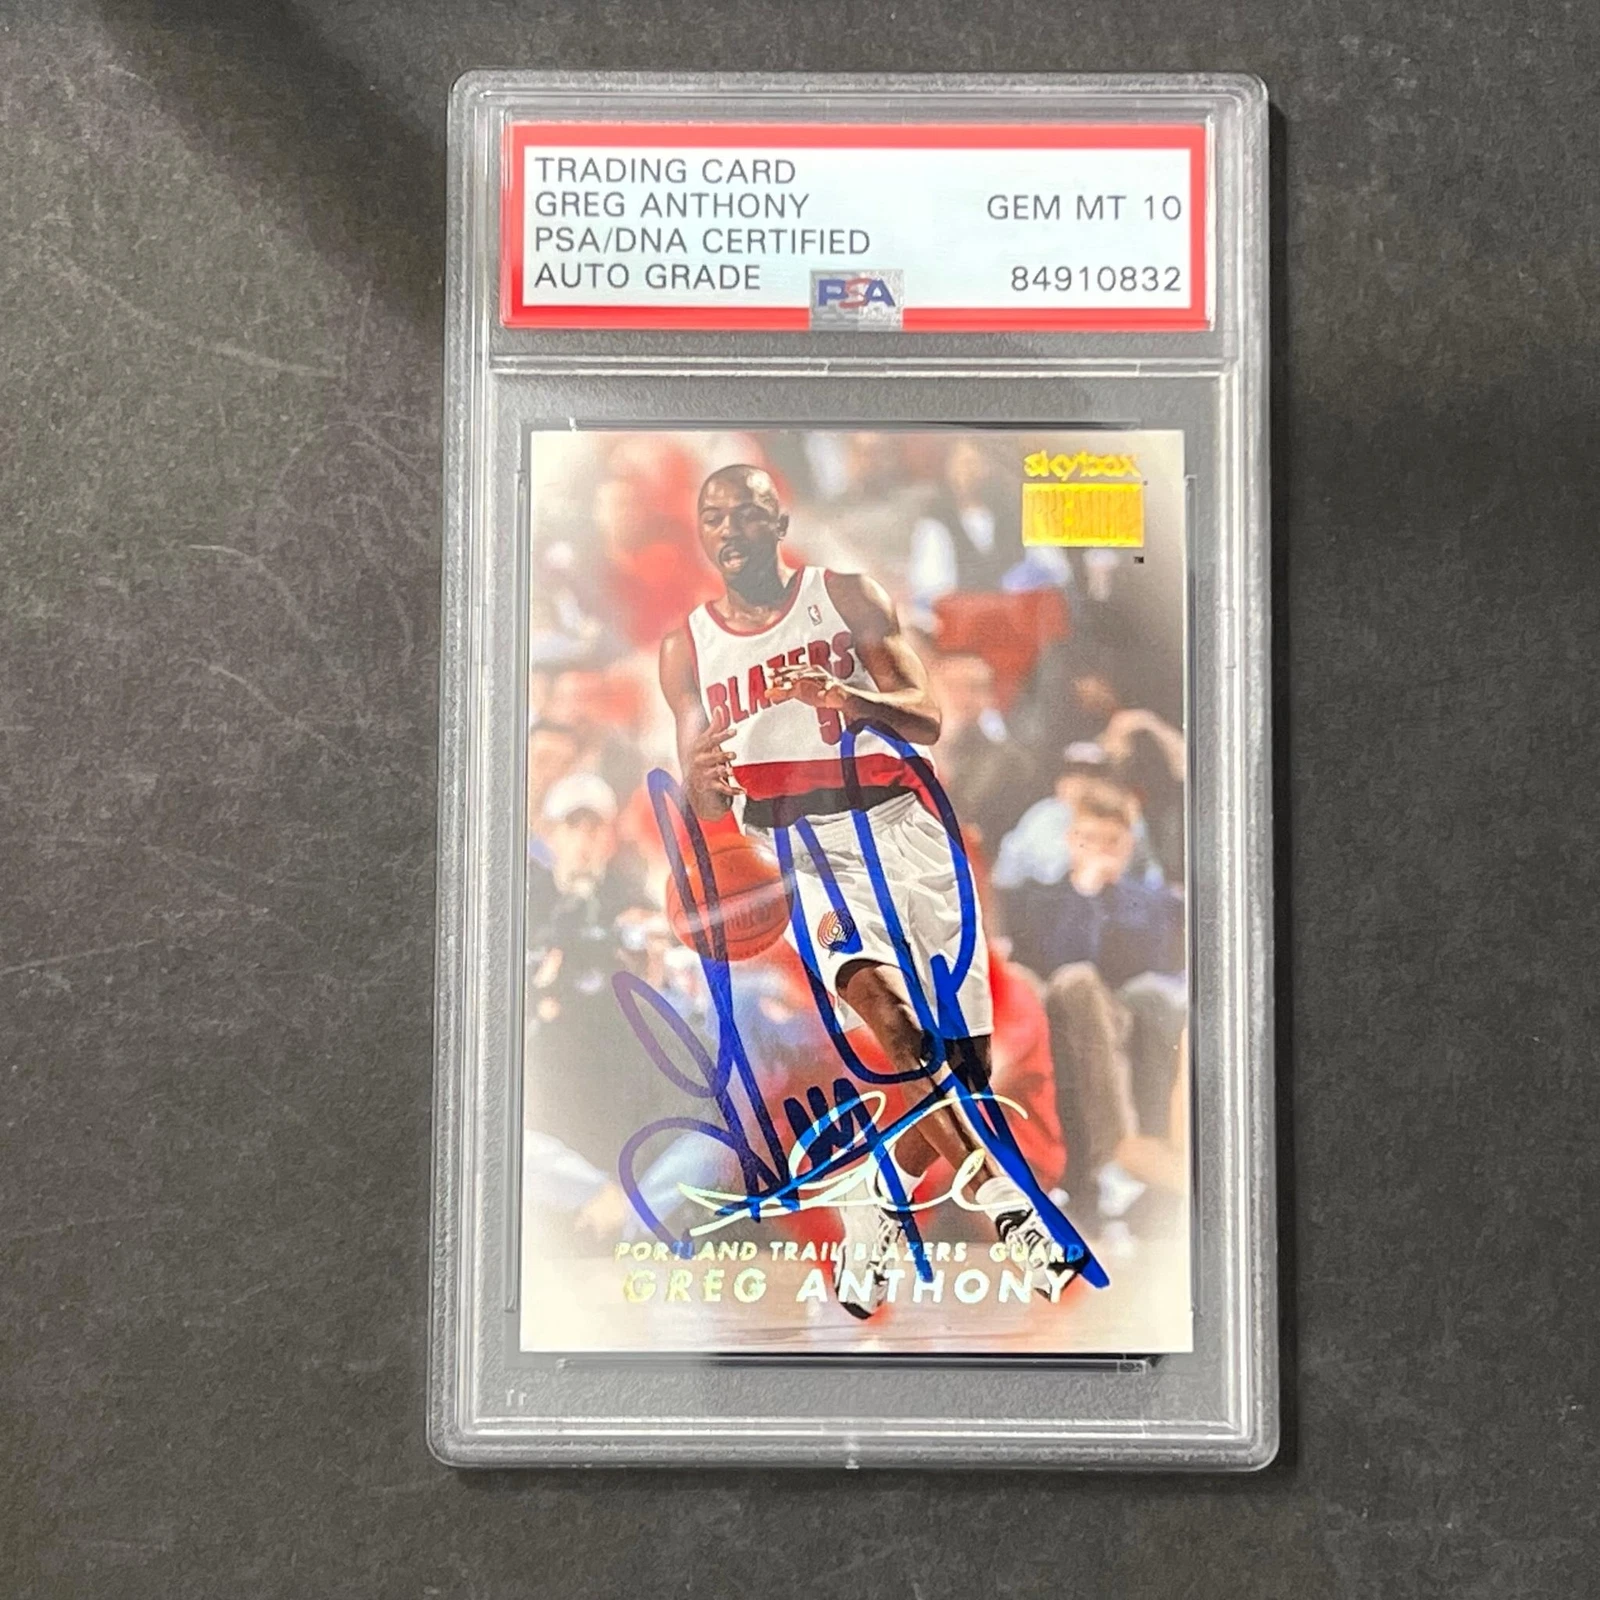 TRADING CARD
GREG ANTHONY
PSA/DNA CERTIFIED
AUTO GRADE
GEM MT 10
84910832
PSA
skybox
PREMIUM
TM
BLAZERS
PORTLAND TRAIL BLAZERS GUARD
GREG ANTHONY